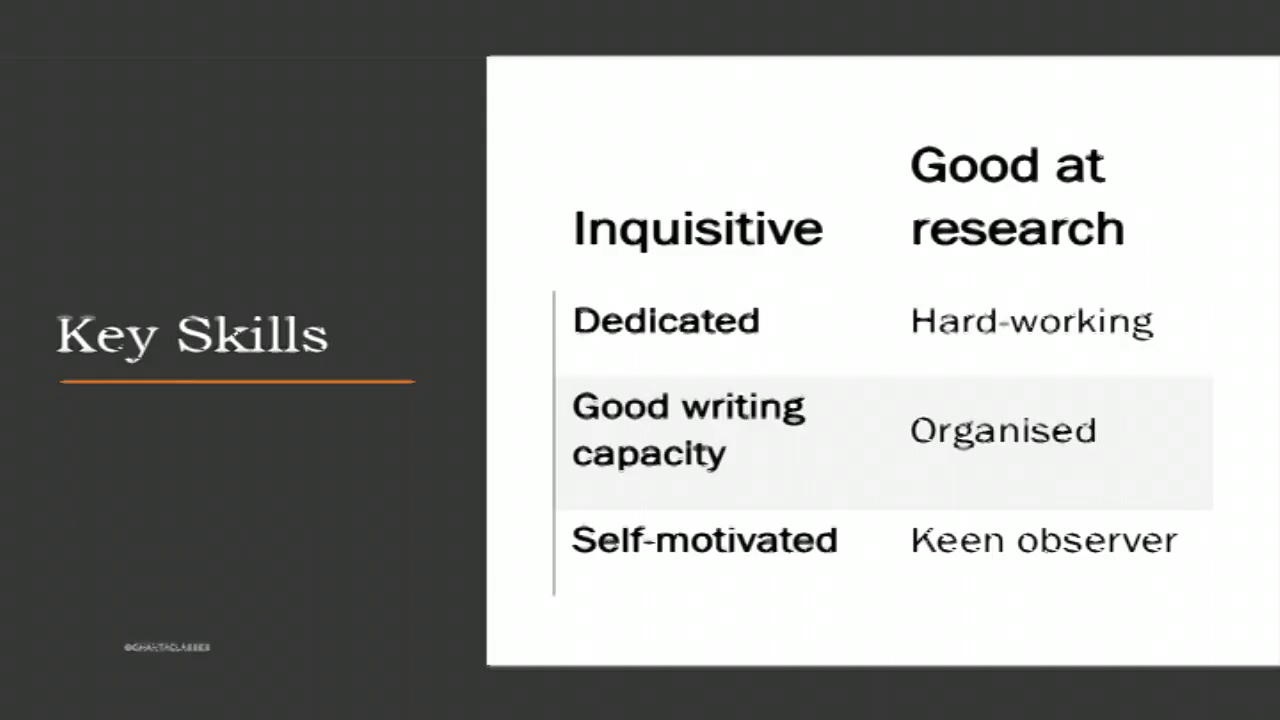 Key Skills
Good at
Inquisitive research
Dedicated Hard-working
Good writing
capacity
Organised
Self-motivated Keen observer